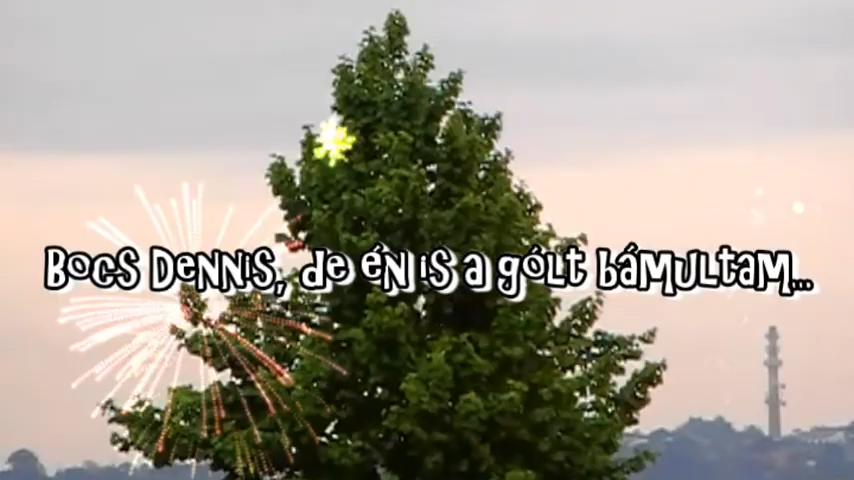 Bocs Dennis, de én is a gólt bámultam...